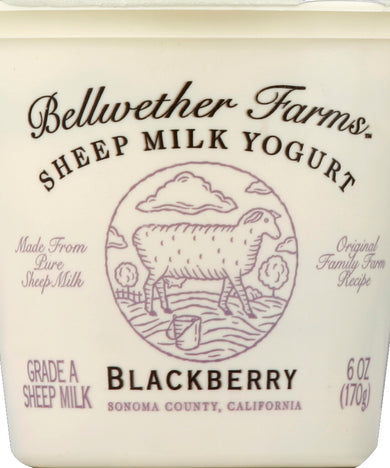 Bellwether Farms™
SHEEP MILK YOGURT
Made From
Pure
Sheep Milk
Original
Family Farm
Recipe
GRADE A
SHEEP MILK
BLACKBERRY
6 OZ
(170g)
SONOMA COUNTY, CALIFORNIA